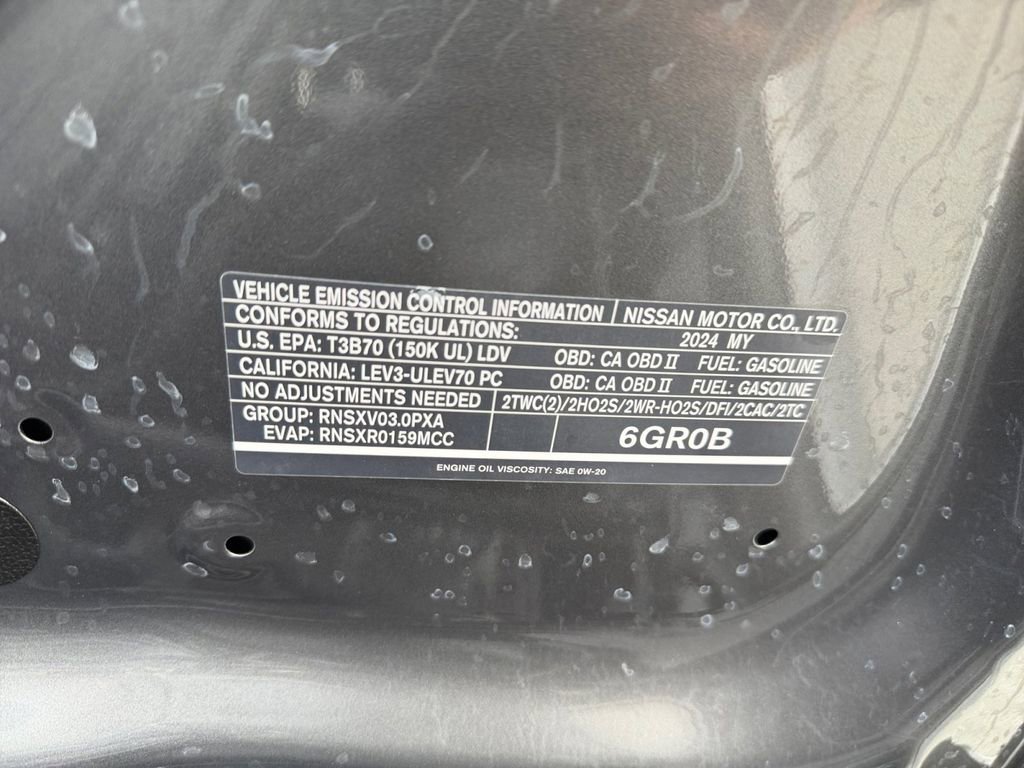 VEHICLE EMISSION CONTROL INFORMATION NISSAN MOTOR CO., LTD.
CONFORMS TO REGULATIONS: 2024 MY
U.S. EPA: T3B70 (150K UL) LDV OBD: CA OBD II FUEL: GASOLINE
CALIFORNIA: LEV3-ULEV70 PC OBD: CA OBD II FUEL: GASOLINE
NO ADJUSTMENTS NEEDED 2TWC(2)/2HO2S/2WR-HO2S/DFI/2CAC/2TC
GROUP: RNSXV03.0PXA
EVAP: RNSXR0159MCC
6GR0B
ENGINE OIL VISCOSITY: SAE 0W-20